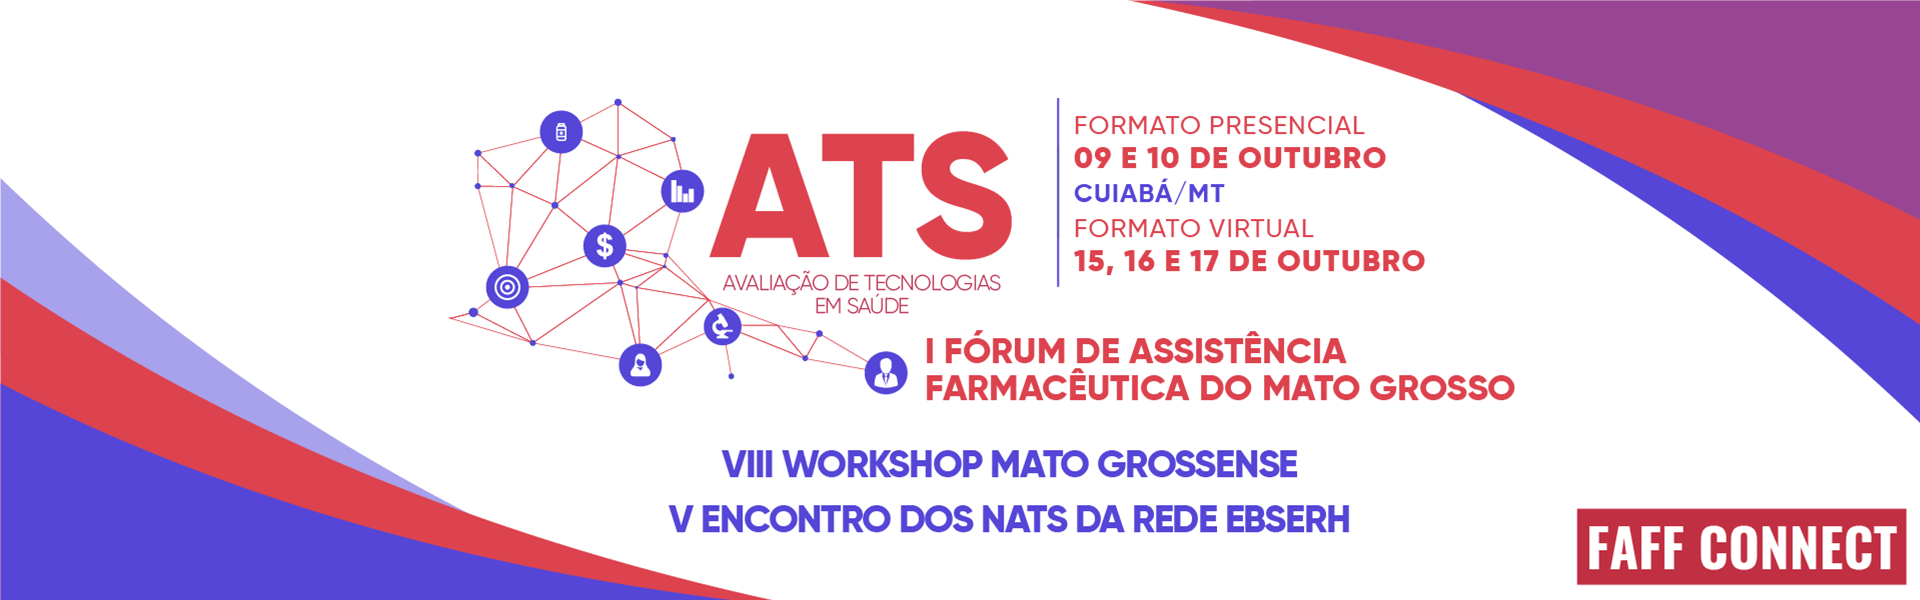 ATS
AVALIAÇÃO DE TECNOLOGIAS
EM SAÚDE
FORMATO PRESENCIAL
09 E 10 DE OUTUBRO
CUIABÁ/MT
FORMATO VIRTUAL
15, 16 E 17 DE OUTUBRO
$
I FÓRUM DE ASSISTÊNCIA
FARMACÊUTICA DO MATO GROSSO
VIII WORKSHOP MATO GROSSENSE
V ENCONTRO DOS NATS DA REDE EBSERH
FAFF CONNECT